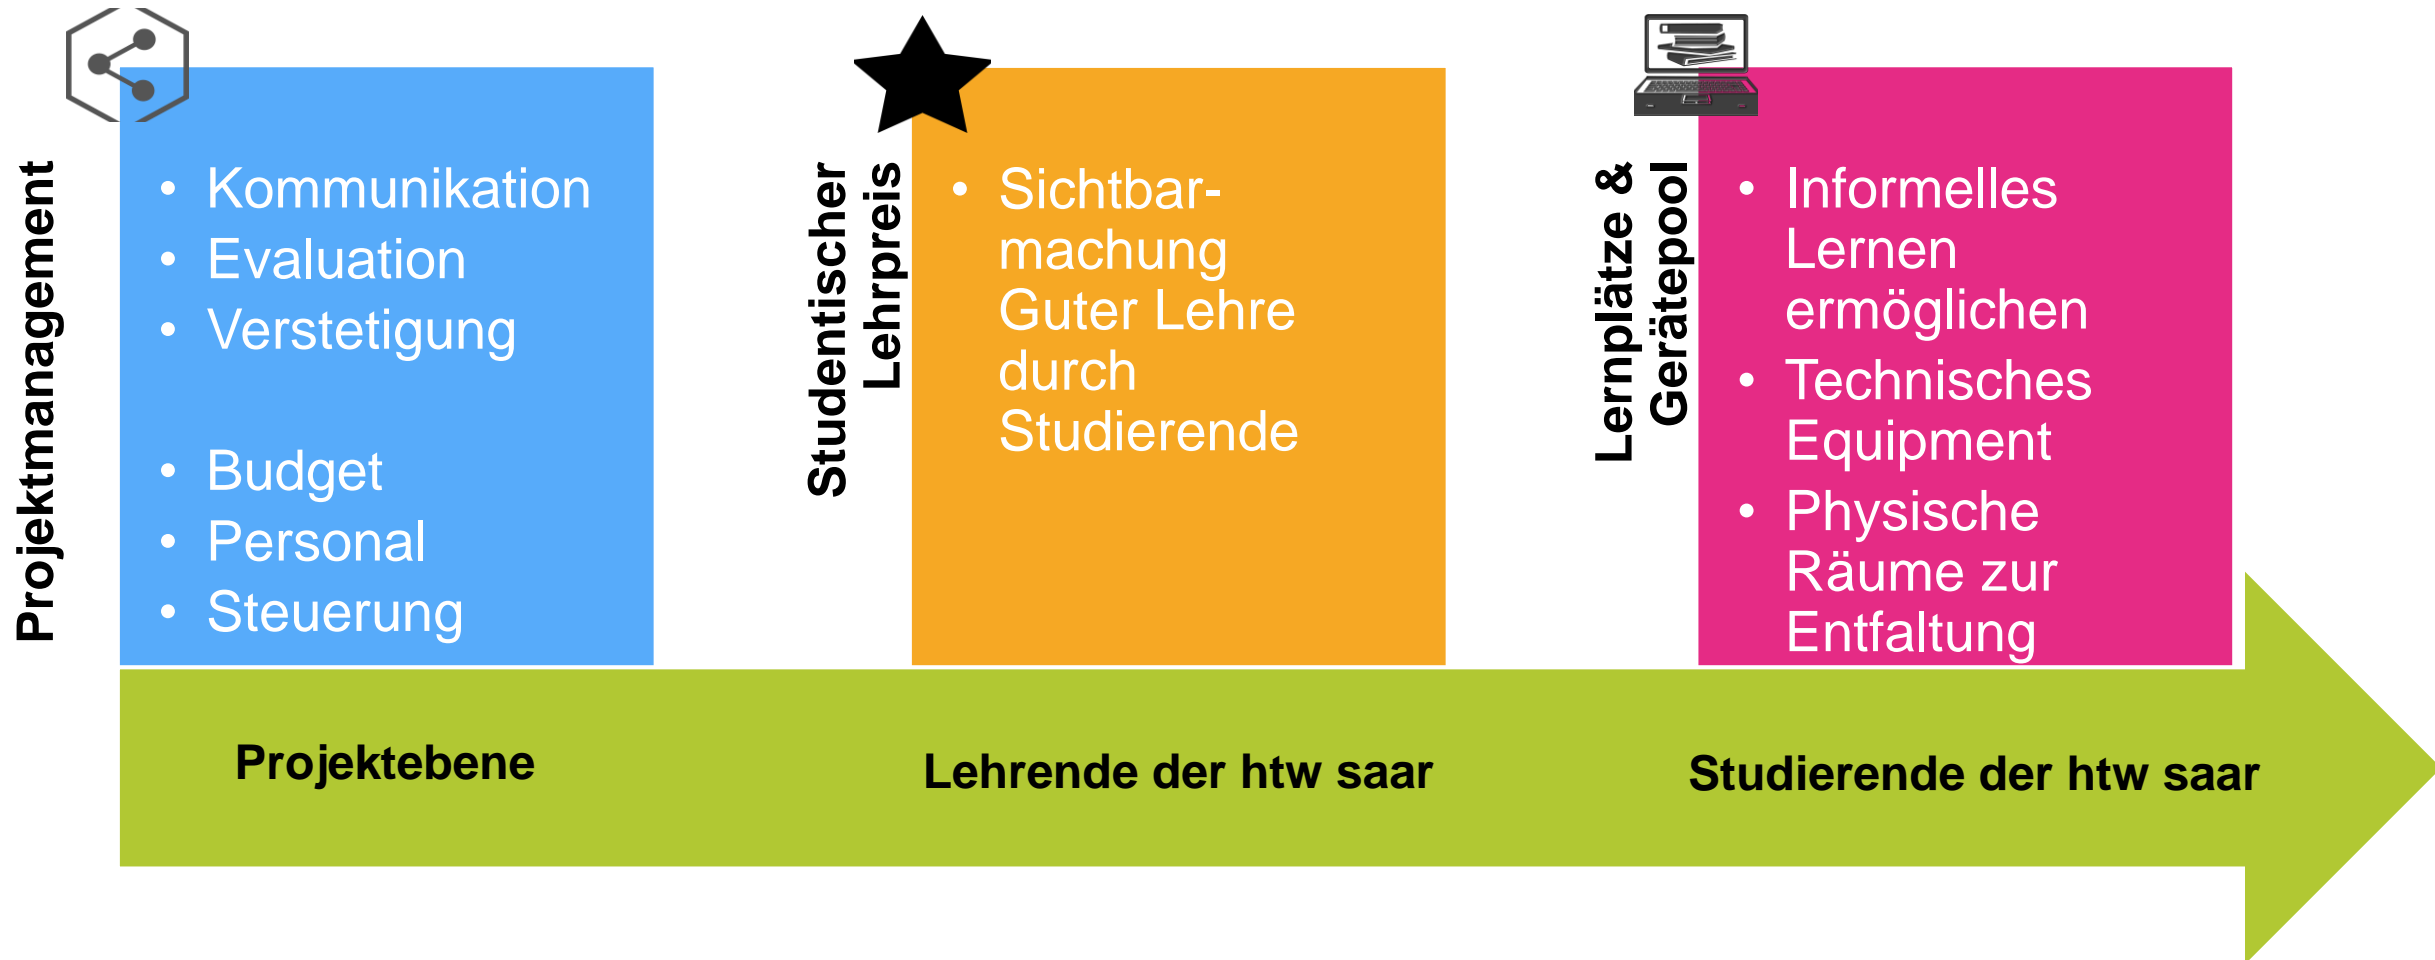 Projektmanagement
• Kommunikation
• Evaluation
• Verstetigung
• Budget
• Personal
• Steuerung
Studentischer
Lehrpreis
• Sichtbar-
machung
Guter Lehre
durch
Studierende
Lernplätze &
Gerätepool
• Informelles
Lernen
ermöglichen
• Technisches
Equipment
• Physische
Räume zur
Entfaltung
Projektebene
Lehrende der htw saar
Studierende der htw saar